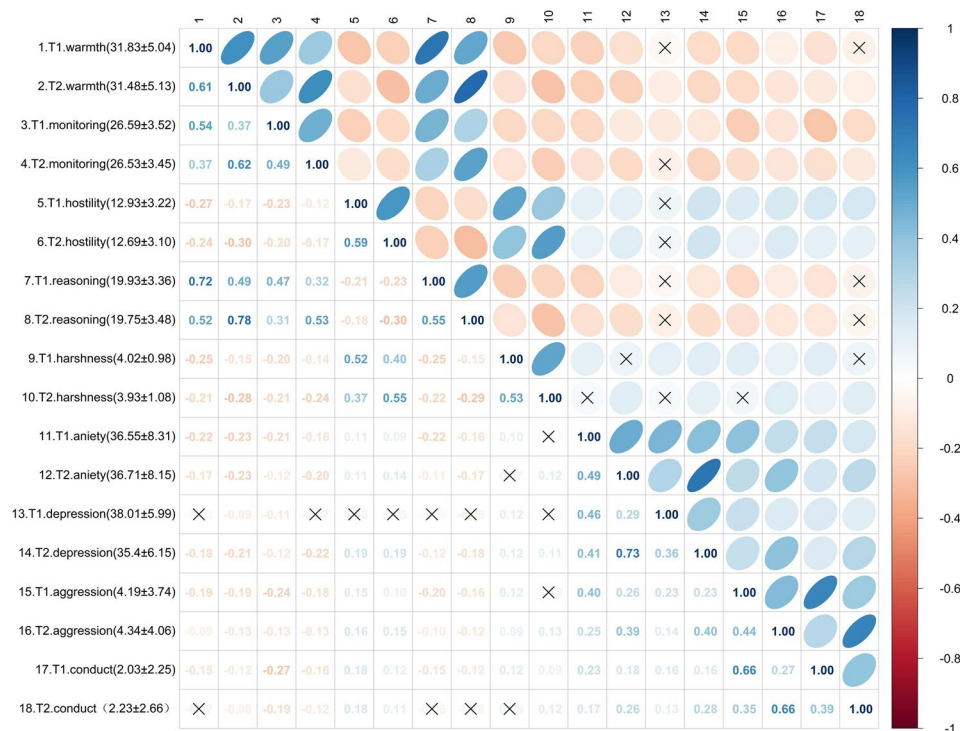 1 2 3 4 5 6 7 8 9 10 11 12 13 14 15 16 17 18
1.T1.warmth(31.83±5.04) 1.00
2.T2.warmth(31.48±5.13) 0.61 1.00
3.T1.monitoring(26.59±3.52) 0.54 0.37 1.00
4.T2.monitoring(26.53±3.45) 0.37 0.62 0.49 1.00
5.T1.hostility(12.93±3.22) -0.27 -0.17 -0.23 -0.12 1.00
6.T2.hostility(12.69±3.10) -0.24 -0.30 -0.20 -0.17 0.59 1.00
7.T1.reasoning(19.93±3.36) 0.72 0.49 0.47 0.32 -0.21 -0.23 1.00
8.T2.reasoning(19.75±3.48) 0.52 0.78 0.31 0.53 -0.18 -0.30 0.55 1.00
9.T1.harshness(4.02±0.98) -0.25 -0.15 -0.20 -0.14 0.52 0.40 -0.25 -0.15 1.00
10.T2.harshness(3.93±1.08) -0.21 -0.28 -0.21 -0.24 0.37 0.55 -0.22 -0.29 0.53 1.00
11.T1.aniety(36.55±8.31) -0.22 -0.23 -0.21 -0.16 0.11 0.09 -0.22 -0.16 0.10 1.00
12.T2.aniety(36.71±8.15) -0.17 -0.23 -0.12 -0.20 0.11 0.14 -0.11 -0.17 0.12 0.49 1.00
13.T1.depression(38.01±5.99) -0.09 -0.11 0.12 0.46 0.29 1.00
14.T2.depression(35.4±6.15) -0.18 -0.21 -0.12 -0.22 0.19 0.19 -0.12 -0.18 0.12 0.11 0.41 0.73 0.36 1.00
15.T1.aggression(4.19±3.74) -0.19 -0.19 -0.24 -0.18 0.15 0.10 -0.20 -0.16 0.12 0.40 0.26 0.23 0.23 1.00
16.T2.aggression(4.34±4.06) -0.09 -0.13 -0.13 -0.13 0.16 0.15 -0.10 -0.12 0.09 0.13 0.25 0.39 0.14 0.40 0.44 1.00
17.T1.conduct(2.03±2.25) -0.15 -0.12 -0.27 -0.16 0.18 0.12 -0.15 -0.12 0.12 0.09 0.23 0.18 0.16 0.16 0.66 0.27 1.00
18.T2.conduct（2.23±2.66） -0.08 -0.19 -0.12 0.18 0.11 0.12 0.17 0.26 0.13 0.28 0.35 0.66 0.39 1.00
1
0.8
0.6
0.4
0.2
0
-0.2
-0.4
-0.6
-0.8
-1